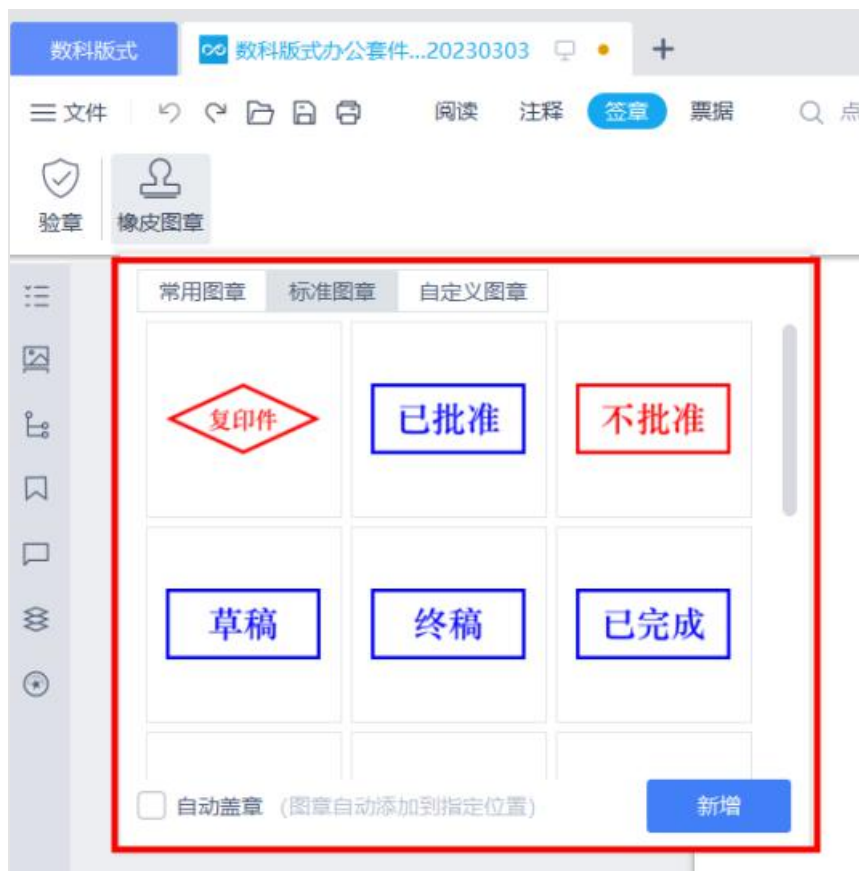 数科版式 数科版式办公套件...20230303
文件 阅读 注释 签章 票据 点
验章 橡皮图章
常用图章 标准图章 自定义图章
复印件 已批准 不批准
草稿 终稿 已完成
自动盖章 (图章自动添加到指定位置) 新增